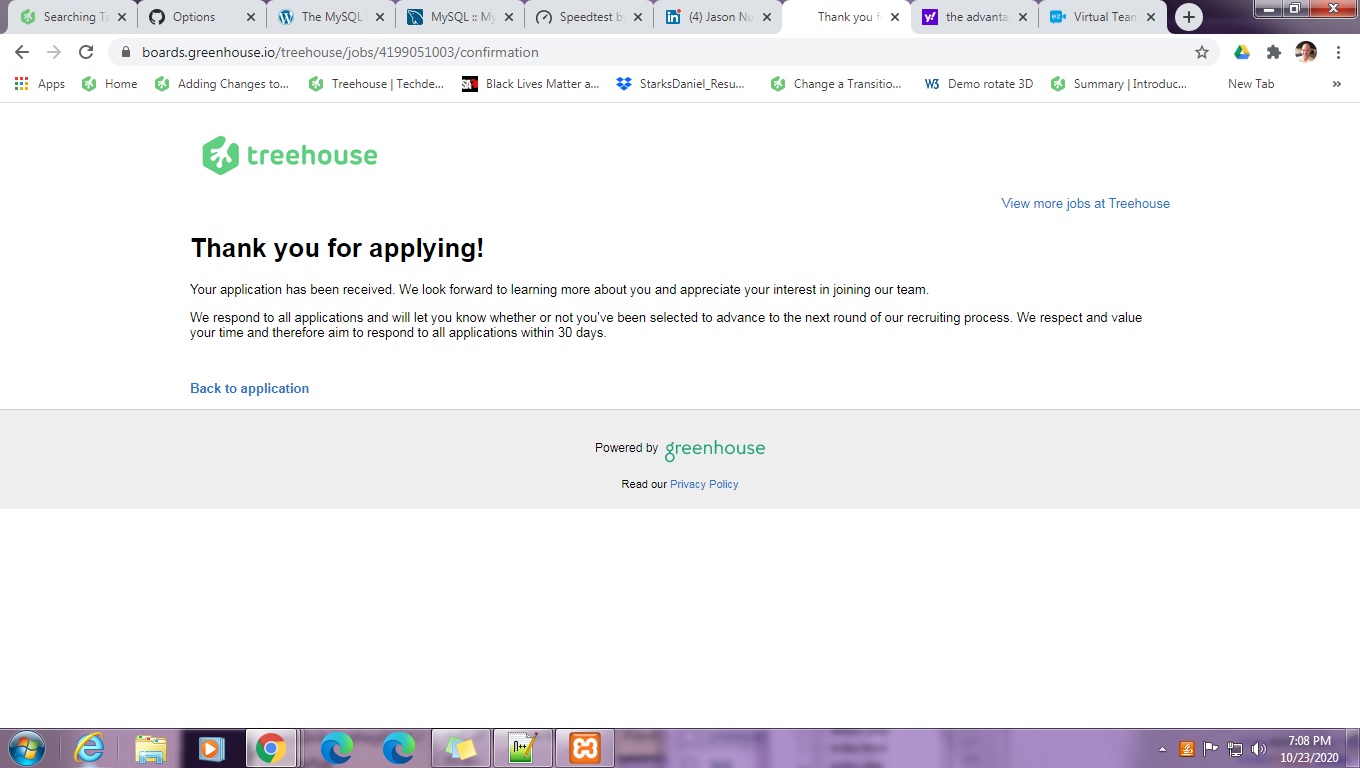 Searching Ta
Options
The MySQL
MySQL :: My
Speedtest by
(4) Jason Nu
Thank you f
the advanta
Virtual Team
boards.greenhouse.io/treehouse/jobs/4199051003/confirmation
Apps
Home
Adding Changes to...
Treehouse | Techde...
Black Lives Matter a...
StarksDaniel_Resu...
Change a Transitio...
Demo rotate 3D
Summary | Introduc...
New Tab
»
treehouse
View more jobs at Treehouse
Thank you for applying!
Your application has been received. We look forward to learning more about you and appreciate your interest in joining our team.
We respond to all applications and will let you know whether or not you've been selected to advance to the next round of our recruiting process. We respect and value
your time and therefore aim to respond to all applications within 30 days.
Back to application
Powered by greenhouse
Read our Privacy Policy
7:08 PM
10/23/2020